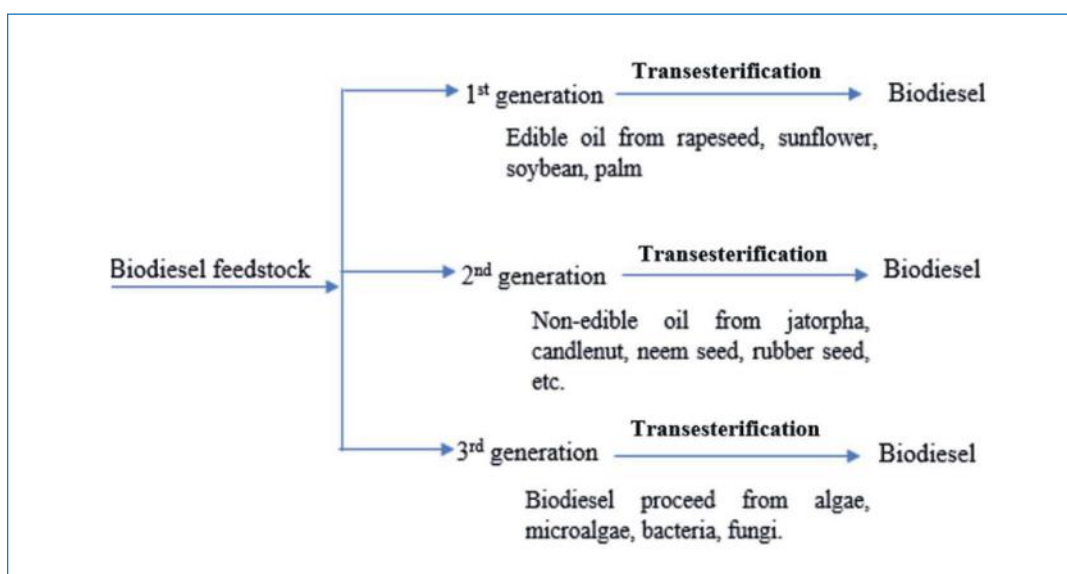 Transesterification
1st generation
Biodiesel
Edible oil from rapeseed, sunflower,
soybean, palm
Biodiesel feedstock
Transesterification
2nd generation
Biodiesel
Non-edible oil from jatorpha,
candlenut, neem seed, rubber seed,
etc.
Transesterification
3rd generation
Biodiesel
Biodiesel proceed from algae,
microalgae, bacteria, fungi.